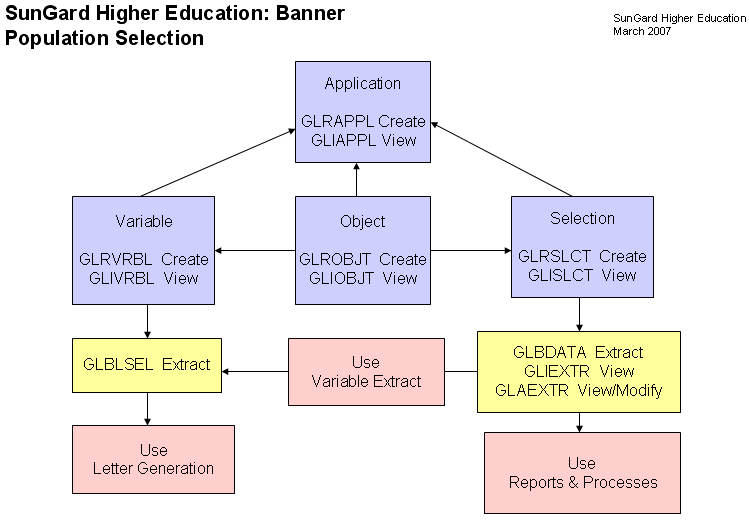 SunGard Higher Education: Banner
Population Selection
SunGard Higher Education
March 2007
Application
GLRAPPL Create
GLIAPPL View
Variable
GLRVRBL Create
GLIVRBL View
Object
GLROBJT Create
GLIOBJT View
Selection
GLRSLCT Create
GLISLCT View
GLBLSEL Extract
Use
Variable Extract
GLBDATA Extract
GLIEXTR View
GLAEXTR View/Modify
Use
Letter Generation
Use
Reports & Processes